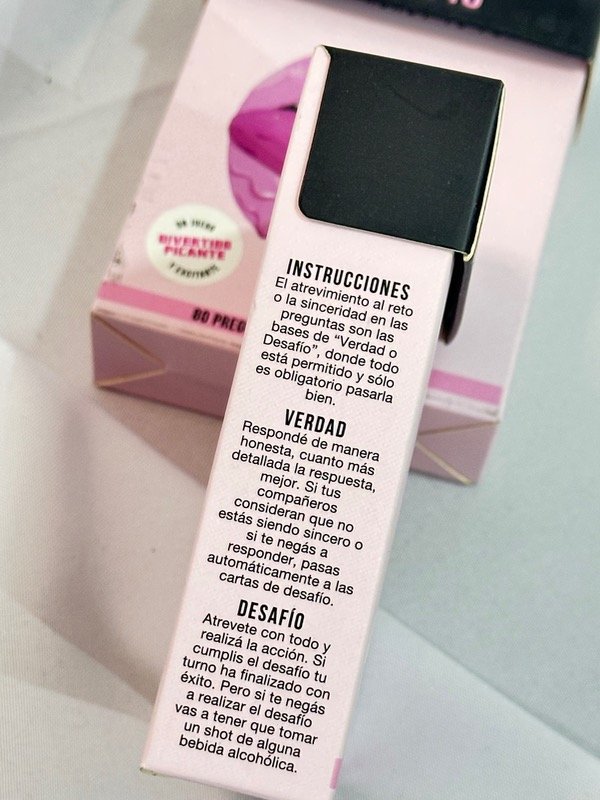 UN JUEGO
DIVERTIDO
PICANTE
Y EXCITANTE
80 PREG
INSTRUCCIONES
El atrevimiento al reto
o la sinceridad en las
preguntas son las
bases de “Verdad o
Desafío”, donde todo
está permitido y sólo
es obligatorio pasarla
bien.
VERDAD
Respondé de manera
honesta, cuanto más
detallada la respuesta,
mejor. Si tus
compañeros
consideran que no
estás siendo sincero o
si te negás a
responder, pasas
automáticamente a las
cartas de desafío.
DESAFÍO
Atrevete con todo y
realizá la acción. Si
cumplis el desafío tu
turno ha finalizado con
éxito. Pero si te negás
a realizar el desafío
vas a tener que tomar
un shot de alguna
bebida alcohólica.